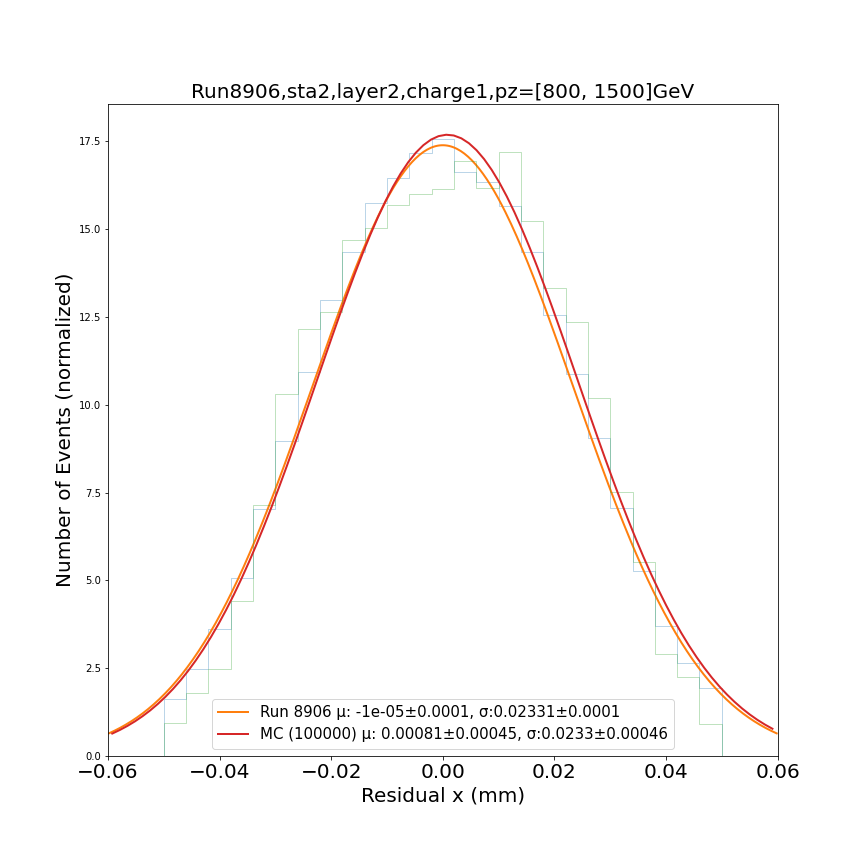 Run8906,sta2,layer2,charge1,pz=[800, 1500]GeV
Number of Events (normalized)
17.5
15.0
12.5
10.0
7.5
5.0
2.5
0.0
Run 8906 μ: -1e-05±0.0001, σ:0.02331±0.0001
MC (100000) μ: 0.00081±0.00045, σ:0.0233±0.00046
−0.06 −0.04 −0.02 0.00 0.02 0.04 0.06
Residual x (mm)